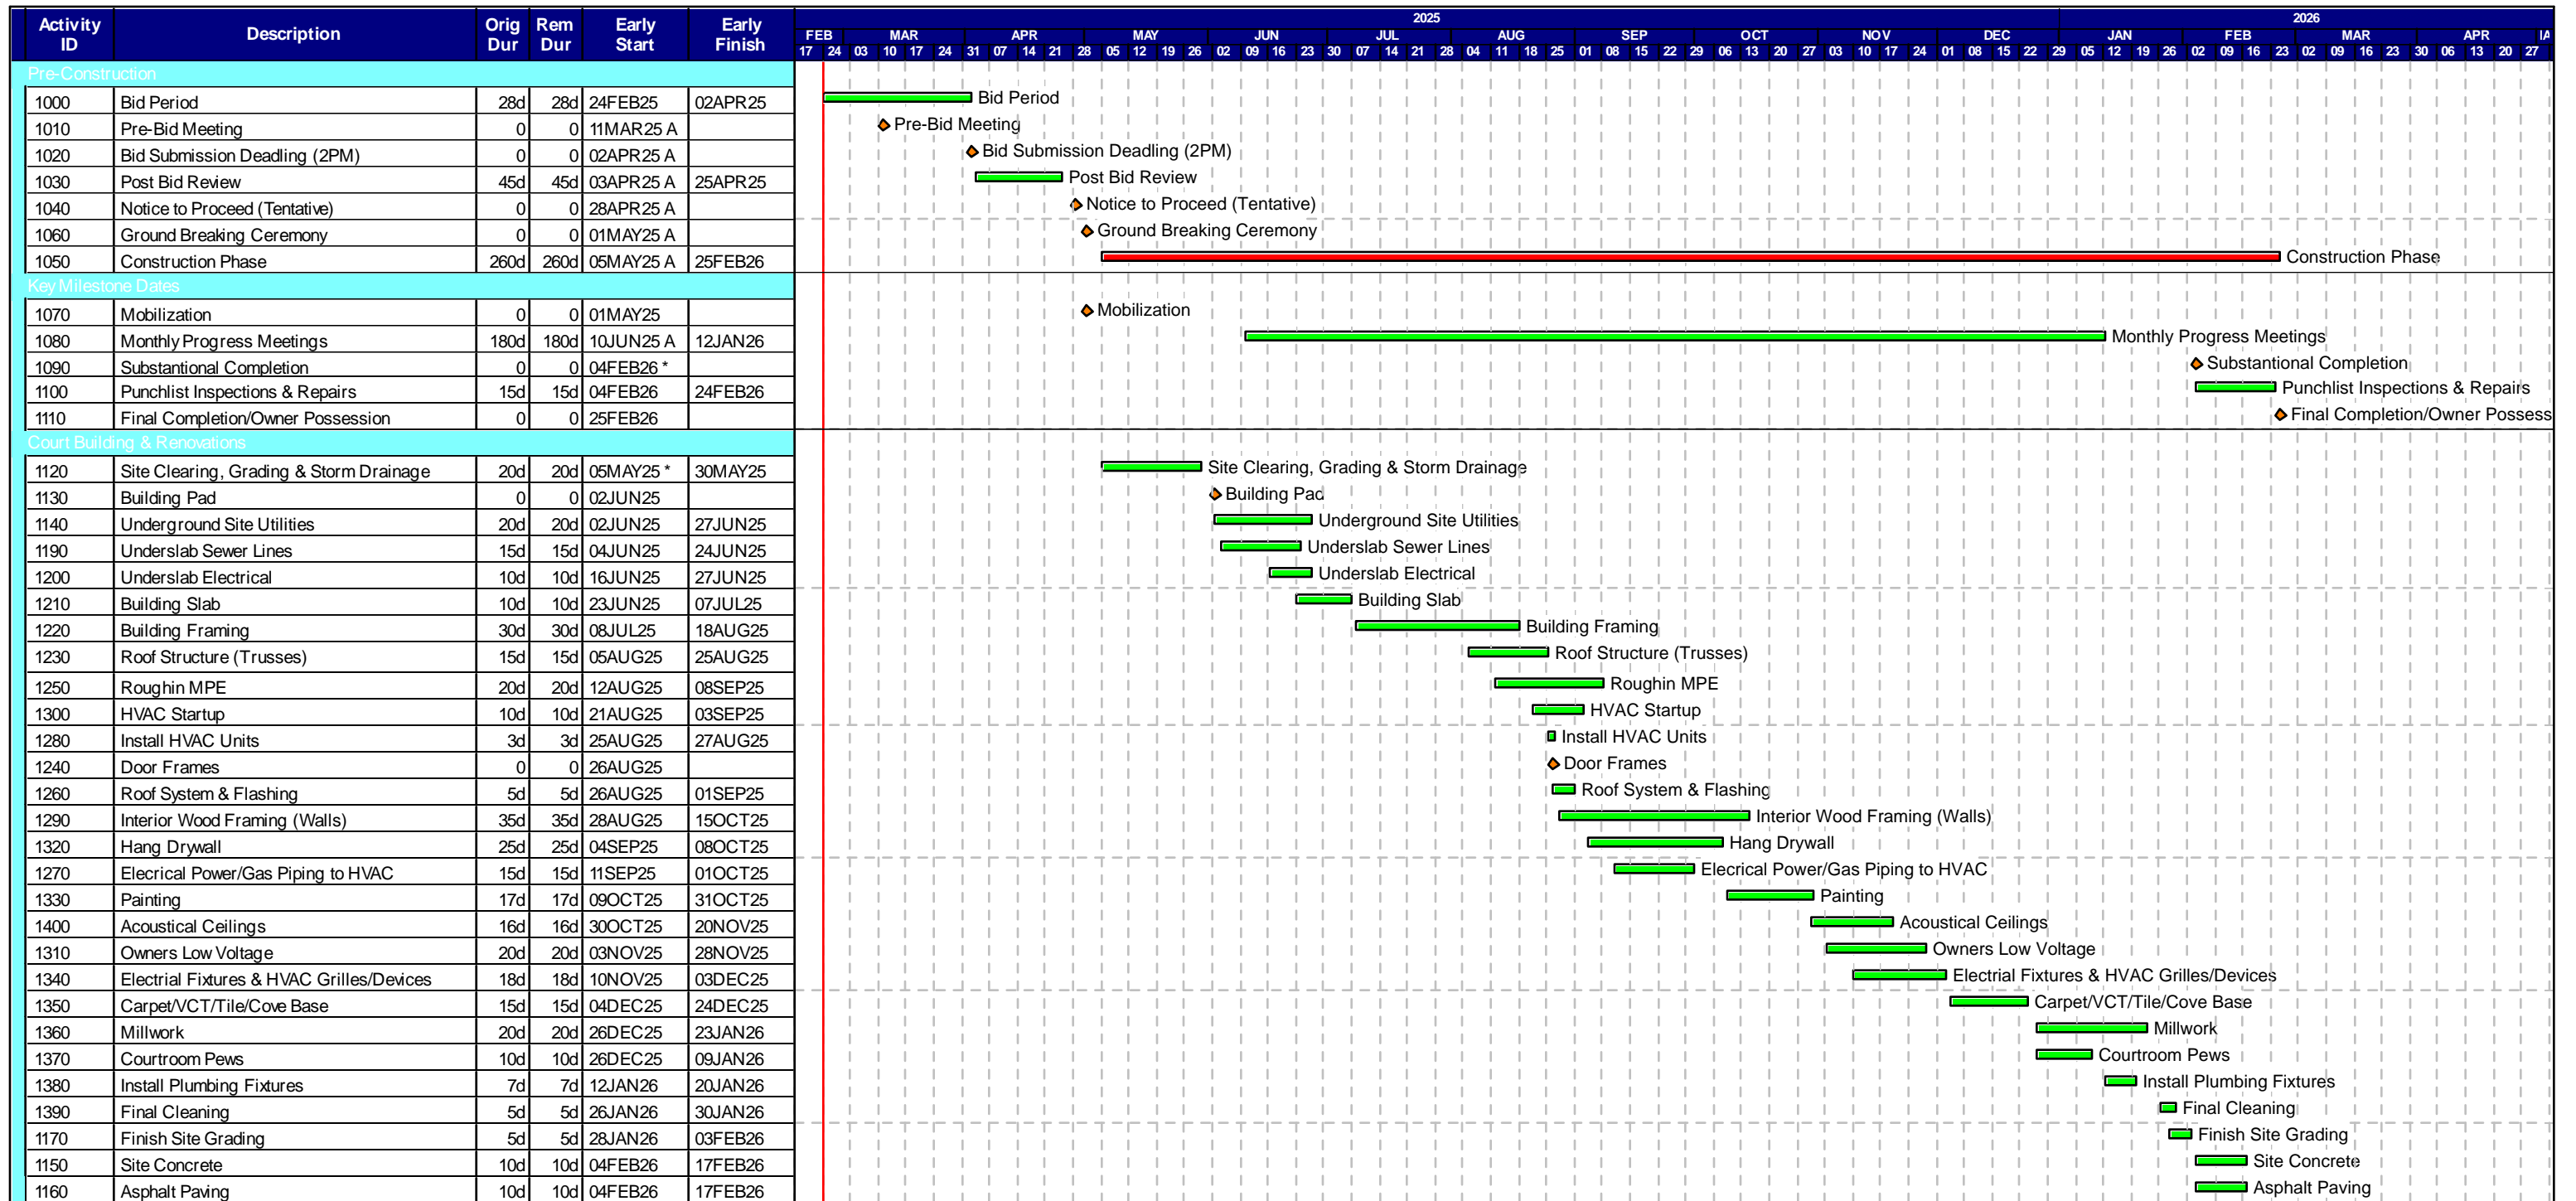 Activity ID Description Orig Dur Rem Dur Early Start Early Finish
2025 2026
FEB MAR APR MAY JUN JUL AUG SEP OCT NOV DEC JAN FEB MAR APR
17 24 03 10 17 24 31 07 14 21 28 05 12 19 26 02 09 16 23 30 07 14 21 28 04 11 18 25 01 08 15 22 29 06 13 20 27 03 10 17 24 01 08 15 22 29 05 12 19 26 02 09 16 23 02 09 16 23 30 06 13 20 27
Pre-Construction
1000 Bid Period 28d 28d 24FEB25 02APR25 Bid Period
1010 Pre-Bid Meeting 0 0 11MAR25 A Pre-Bid Meeting
1020 Bid Submission Deadling (2PM) 0 0 02APR25 A Bid Submission Deadling (2PM)
1030 Post Bid Review 45d 45d 03APR25 A 25APR25 Post Bid Review
1040 Notice to Proceed (Tentative) 0 0 28APR25 A Notice to Proceed (Tentative)
1060 Ground Breaking Ceremony 0 0 01MAY25 A Ground Breaking Ceremony
1050 Construction Phase 260d 260d 05MAY25 A 25FEB26 Construction Phase
Key Milestone Dates
1070 Mobilization 0 0 01MAY25 Mobilization
1080 Monthly Progress Meetings 180d 180d 10JUN25 A 12JAN26 Monthly Progress Meetings
1090 Substantional Completion 0 0 04FEB26 * Substantional Completion
1100 Punchlist Inspections & Repairs 15d 15d 04FEB26 24FEB26 Punchlist Inspections & Repairs
1110 Final Completion/Owner Possession 0 0 25FEB26 Final Completion/Owner Possess
Court Building & Renovations
1120 Site Clearing, Grading & Storm Drainage 20d 20d 05MAY25 * 30MAY25 Site Clearing, Grading & Storm Drainage
1130 Building Pad 0 0 02JUN25 Building Pad
1140 Underground Site Utilities 20d 20d 02JUN25 27JUN25 Underground Site Utilities
1190 Underslab Sewer Lines 15d 15d 04JUN25 24JUN25 Underslab Sewer Lines
1200 Underslab Electrical 10d 10d 16JUN25 27JUN25 Underslab Electrical
1210 Building Slab 10d 10d 23JUN25 07JUL25 Building Slab
1220 Building Framing 30d 30d 08JUL25 18AUG25 Building Framing
1230 Roof Structure (Trusses) 15d 15d 05AUG25 25AUG25 Roof Structure (Trusses)
1250 Roughin MPE 20d 20d 12AUG25 08SEP25 Roughin MPE
1300 HVAC Startup 10d 10d 21AUG25 03SEP25 HVAC Startup
1280 Install HVAC Units 3d 3d 25AUG25 27AUG25 Install HVAC Units
1240 Door Frames 0 0 26AUG25 Door Frames
1260 Roof System & Flashing 5d 5d 26AUG25 01SEP25 Roof System & Flashing
1290 Interior Wood Framing (Walls) 35d 35d 28AUG25 15OCT25 Interior Wood Framing (Walls)
1320 Hang Drywall 25d 25d 04SEP25 08OCT25 Hang Drywall
1270 Elecrical Power/Gas Piping to HVAC 15d 15d 11SEP25 01OCT25 Elecrical Power/Gas Piping to HVAC
1330 Painting 17d 17d 09OCT25 31OCT25 Painting
1400 Acoustical Ceilings 16d 16d 30OCT25 20NOV25 Acoustical Ceilings
1310 Owners Low Voltage 20d 20d 03NOV25 28NOV25 Owners Low Voltage
1340 Electrial Fixtures & HVAC Grilles/Devices 18d 18d 10NOV25 03DEC25 Electrial Fixtures & HVAC Grilles/Devices
1350 Carpet/VCT/Tile/Cove Base 15d 15d 04DEC25 24DEC25 Carpet/VCT/Tile/Cove Base
1360 Millwork 20d 20d 26DEC25 23JAN26 Millwork
1370 Courtroom Pews 10d 10d 26DEC25 09JAN26 Courtroom Pews
1380 Install Plumbing Fixtures 7d 7d 12JAN26 20JAN26 Install Plumbing Fixtures
1390 Final Cleaning 5d 5d 26JAN26 30JAN26 Final Cleaning
1170 Finish Site Grading 5d 5d 28JAN26 03FEB26 Finish Site Grading
1150 Site Concrete 10d 10d 04FEB26 17FEB26 Site Concrete
1160 Asphalt Paving 10d 10d 04FEB26 17FEB26 Asphalt Paving